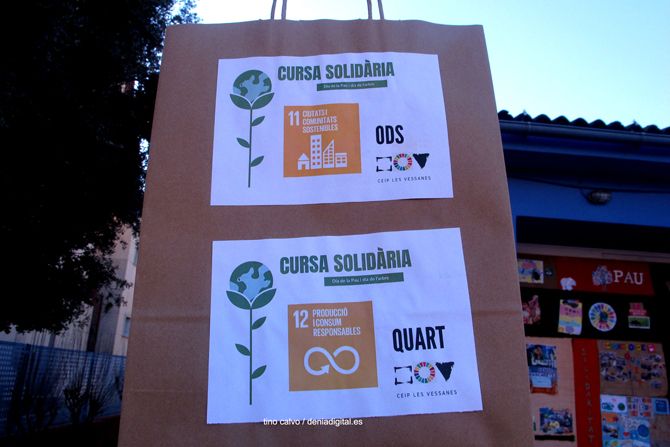 CURSA SOLIDÀRIA
Dia de la Pau i dia de l'arbre
11 CIUTATS I
COMUNITATS
SOSTENIBLES
ODS
CEIP LES VESSANES
CURSA SOLIDÀRIA
Dia de la Pau i dia de l'arbre
12 PRODUCCIÓ
I CONSUM
RESPONSABLES
QUART
CEIP LES VESSANES
PAU
tino calvo / deniadigital.es